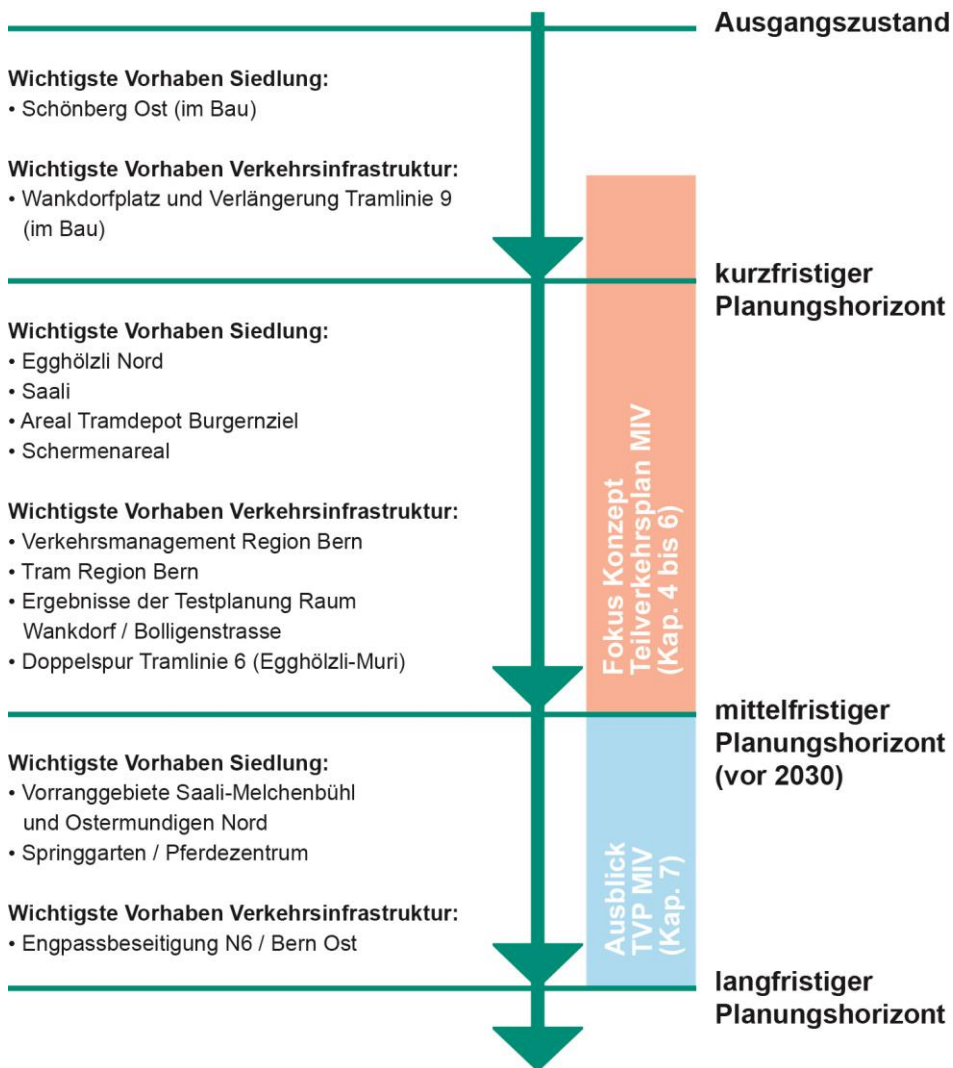 Ausgangszustand
Wichtigste Vorhaben Siedlung:
• Schönberg Ost (im Bau)
Wichtigste Vorhaben Verkehrsinfrastruktur:
• Wankdorfplatz und Verlängerung Tramlinie 9
(im Bau)
kurzfristiger
Planungshorizont
Wichtigste Vorhaben Siedlung:
• Egghölzli Nord
• Saali
• Areal Tramdepot Burgernziel
• Schermenareal
Wichtigste Vorhaben Verkehrsinfrastruktur:
• Verkehrsmanagement Region Bern
• Tram Region Bern
• Ergebnisse der Testplanung Raum
Wankdorf / Bolligenstrasse
• Doppelspur Tramlinie 6 (Egghölzli-Muri)
Fokus Konzept
Teilverkehrsplan MIV
(Kap. 4 bis 6)
mittelfristiger
Planungshorizont
(vor 2030)
Wichtigste Vorhaben Siedlung:
• Vorranggebiete Saali-Melchenbühl
und Ostermundigen Nord
• Springgarten / Pferdezentrum
Wichtigste Vorhaben Verkehrsinfrastruktur:
• Engpassbeseitigung N6 / Bern Ost
Ausblick
TVP MIV
(Kap. 7)
langfristiger
Planungshorizont